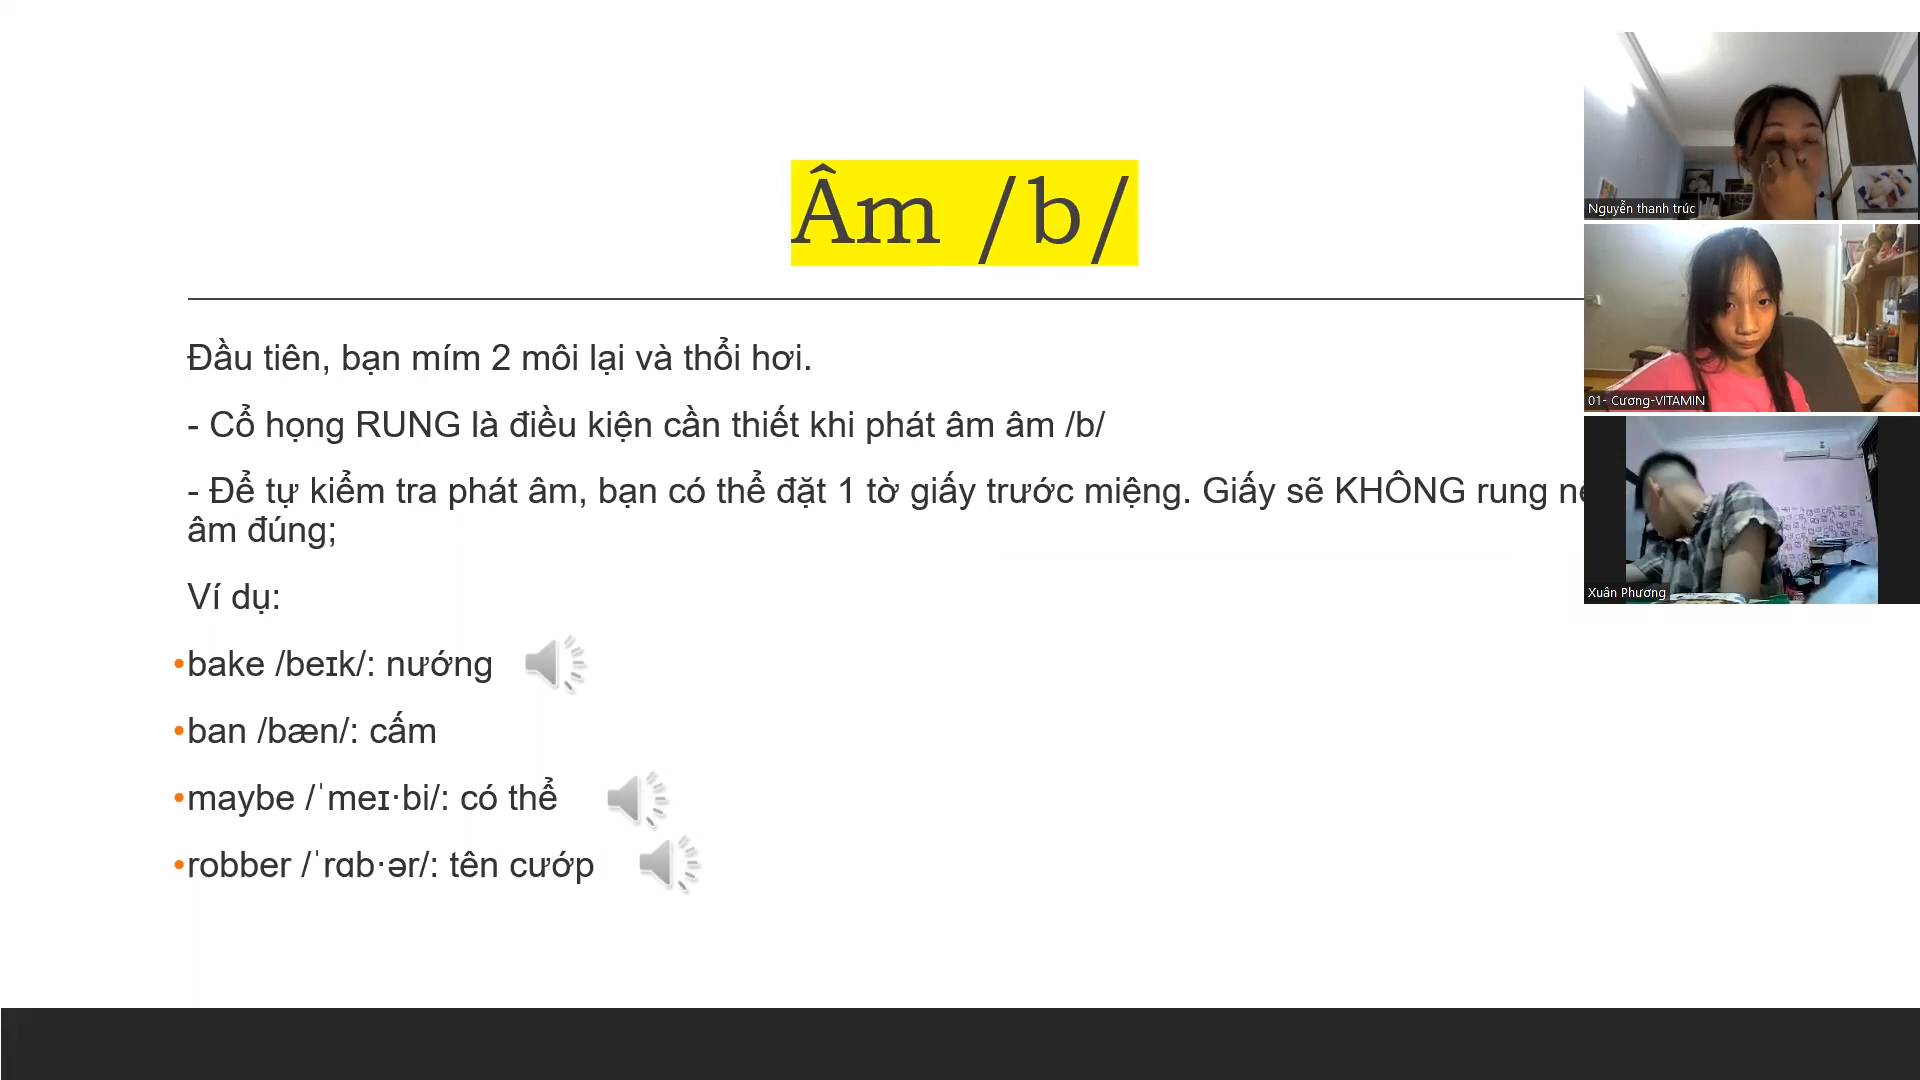 Âm /b/
Đầu tiên, bạn mím 2 môi lại và thổi hơi.
- Cổ họng RUNG là điều kiện cần thiết khi phát âm âm /b/
- Để tự kiểm tra phát âm, bạn có thể đặt 1 tờ giấy trước miệng. Giấy sẽ KHÔNG rung
âm đúng;
Ví dụ:
•bake /beɪk/: nướng
•ban /bæn/: cấm
•maybe /ˈmeɪ·bi/: có thể
•robber /ˈrɑb·ər/: tên cướp
Nguyễn thanh trúc
01- Cương-VITAMIN
Xuân Phương